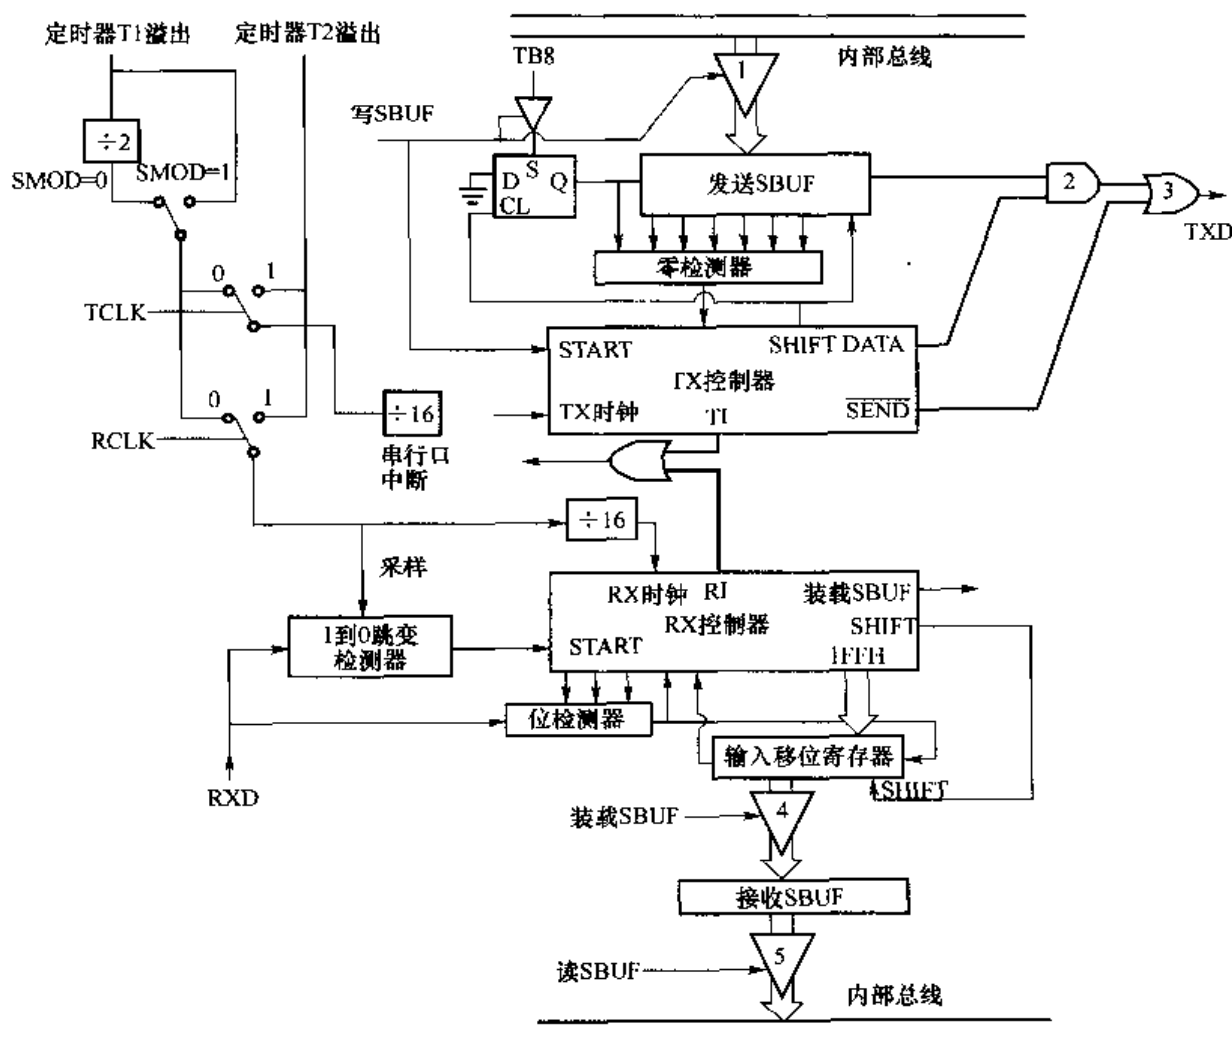 定时器T1溢出
定时器T2溢出
÷2
SMOD=0
SMOD=1
0
1
TCLK
0
1
RCLK
÷16
串行口
中断
内部总线
TB8
1
写SBUF
S
D
Q
CL
发送SBUF
2
3
TXD
零检测器
START
SHIFT DATA
TX控制器
TX时钟
TI
SEND
÷16
采样
RX时钟
RI
装载SBUF
RX控制器
SHIFT
START
1FFH
1到0跳变
检测器
位检测器
输入移位寄存器
SHIFT
RXD
装载SBUF
4
接收SBUF
5
读SBUF
内部总线